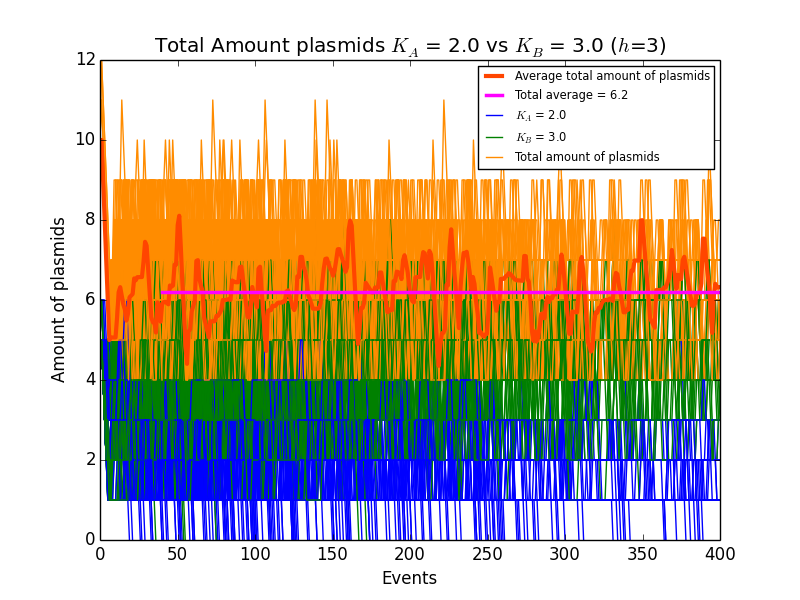 Total Amount plasmids K_A = 2.0 vs K_B = 3.0 (h=3)
Average total amount of plasmids
Total average = 6.2
K_A = 2.0
K_B = 3.0
Total amount of plasmids
12
10
8
6
4
2
0
Amount of plasmids
0 50 100 150 200 250 300 350 400
Events